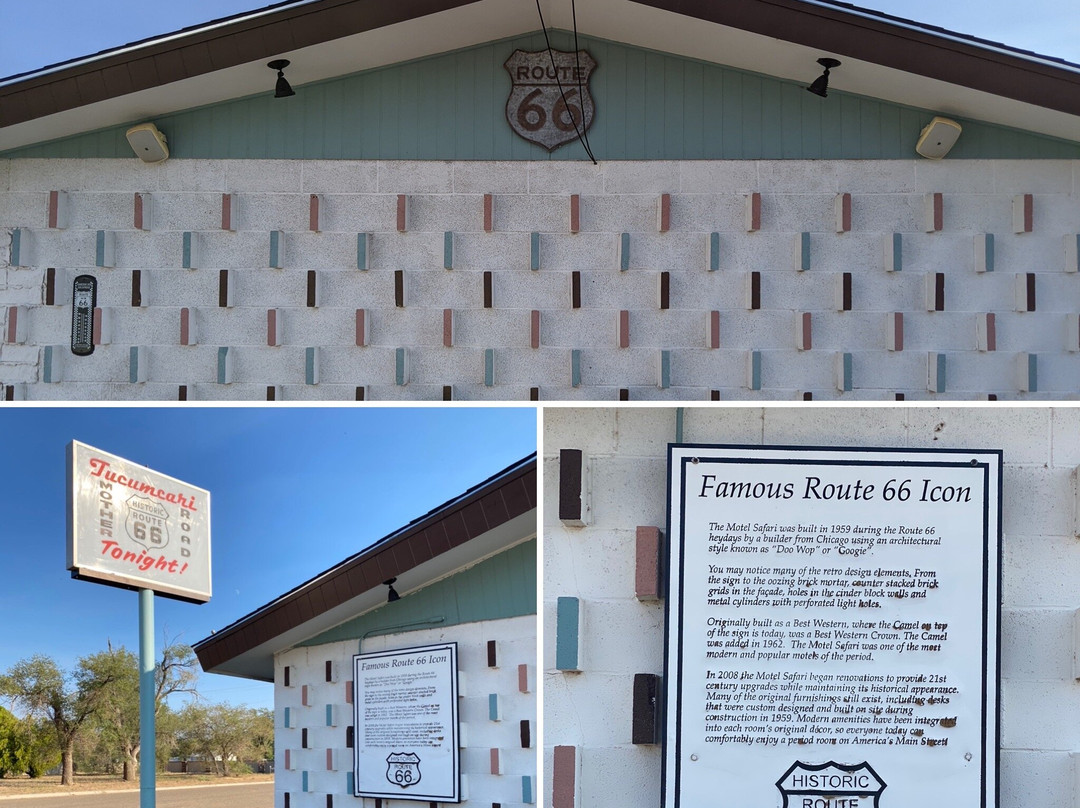 ROUTE
66
66
Tucumcari
MOTHER
ROAD
HISTORIC
ROUTE
66
Tonight!
Famous Route 66 Icon
HISTORIC
ROUTE
66
Famous Route 66 Icon
The Motel Safari was built in 1959 during the Route 66
heydays by a builder from Chicago using an architectural
style known as "Doo Wop" or "Googie".
You may notice many of the retro design elements. From
the sign to the oozing brick mortar, counter stacked brick
grids in the façade, holes in the cinder block walls and
metal cylinders with perforated light holes.
Originally built as a Best Western, where the Camel on top
of the sign is today, was a Best Western Crown. The Camel
was added in 1962. The Motel Safari was one of the most
modern and popular motels of the period.
In 2008 the Motel Safari began renovations to provide 21st
century upgrades while maintaining its historical appearance.
Many of the original furnishings still exist, including desks
that were custom designed and built on site during
construction in 1959. Modern amenities have been integrated
into each room's original décor, so everyone today can
comfortably enjoy a period room on America's Main Street!
HISTORIC
ROUTE